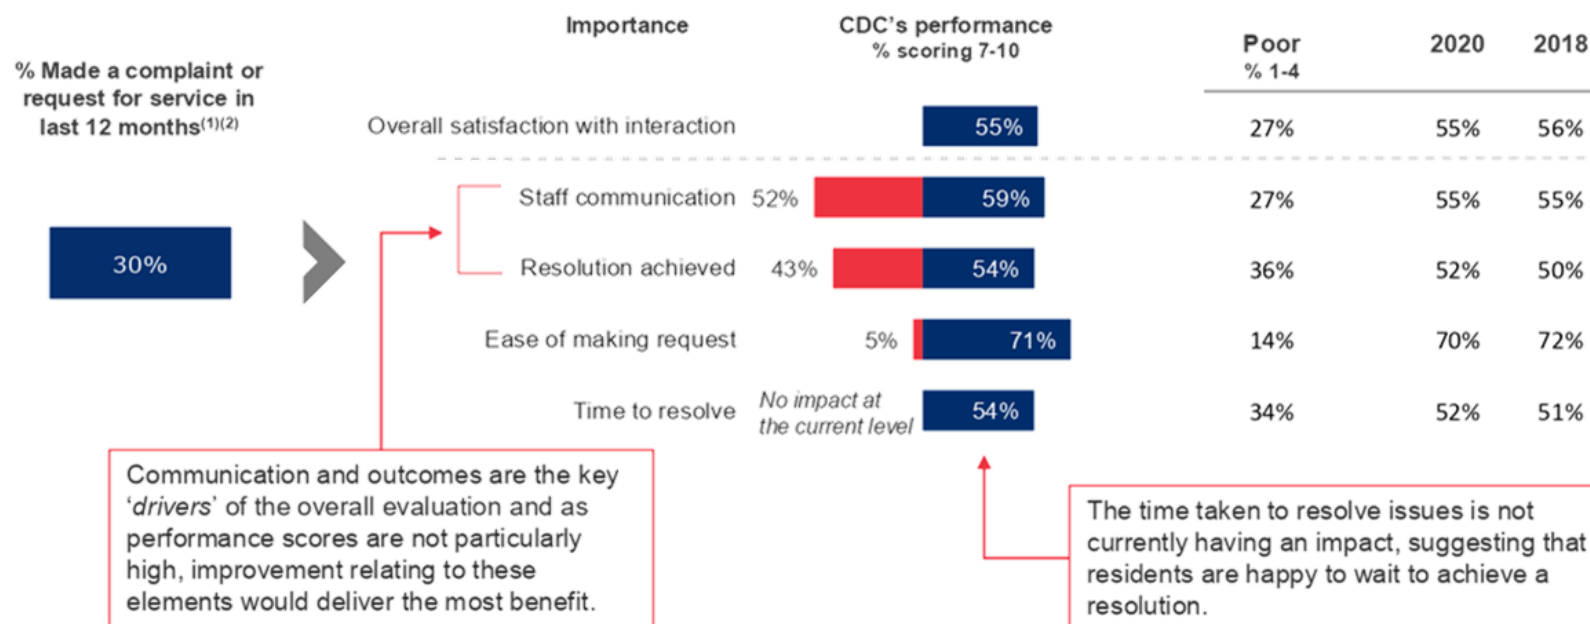 % Made a complaint or
request for service in
last 12 months(1)(2)
30%
Importance
CDC's performance
% scoring 7-10
Poor
% 1-4
2020
2018
Overall satisfaction with interaction
55%
27%
55%
56%
Staff communication
52%
59%
27%
55%
55%
Resolution achieved
43%
54%
36%
52%
50%
Ease of making request
5%
71%
14%
70%
72%
Time to resolve
No impact at
the current level
54%
34%
52%
51%
Communication and outcomes are the key
‘drivers’ of the overall evaluation and as
performance scores are not particularly
high, improvement relating to these
elements would deliver the most benefit.
The time taken to resolve issues is not
currently having an impact, suggesting that
residents are happy to wait to achieve a
resolution.